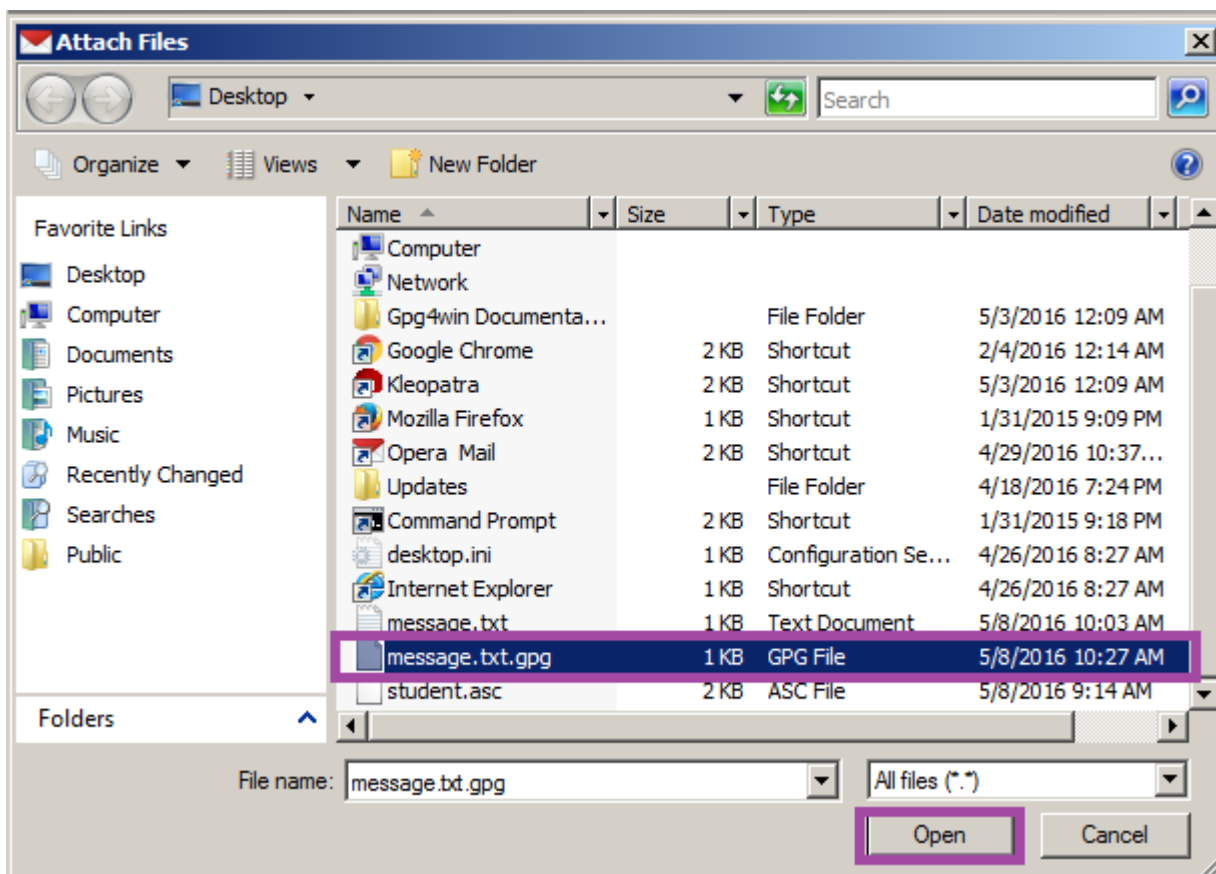 Attach Files
Desktop Search
Organize Views New Folder
Favorite Links
Desktop
Computer
Documents
Pictures
Music
Recently Changed
Searches
Public
Folders
Name Size Type Date modified
Computer
Network
Gpg4win Documenta... File Folder 5/3/2016 12:09 AM
Google Chrome 2 KB Shortcut 2/4/2016 12:14 AM
Kleopatra 2 KB Shortcut 5/3/2016 12:09 AM
Mozilla Firefox 1 KB Shortcut 1/31/2015 9:09 PM
Opera Mail 2 KB Shortcut 4/29/2016 10:37...
Updates File Folder 4/18/2016 7:24 PM
Command Prompt 2 KB Shortcut 1/31/2015 9:18 PM
desktop.ini 1 KB Configuration Se... 4/26/2016 8:27 AM
Internet Explorer 1 KB Shortcut 4/26/2016 8:27 AM
message.txt 1 KB Text Document 5/8/2016 10:03 AM
message.txt.gpg 1 KB GPG File 5/8/2016 10:27 AM
student.asc 2 KB ASC File 5/8/2016 9:14 AM
File name: message.txt.gpg All files (*.*)
Open Cancel